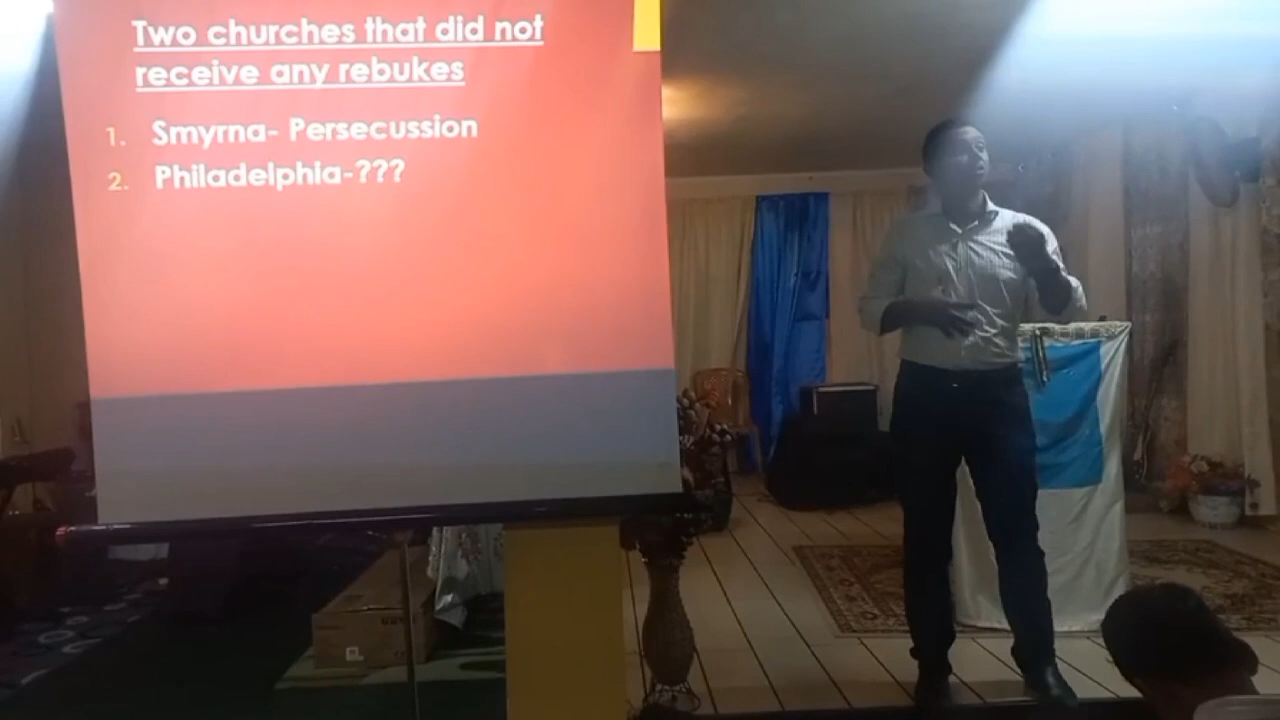 Two churches that did not
receive any rebukes
1. Smyrna- Persecussion
2. Philadelphia-???